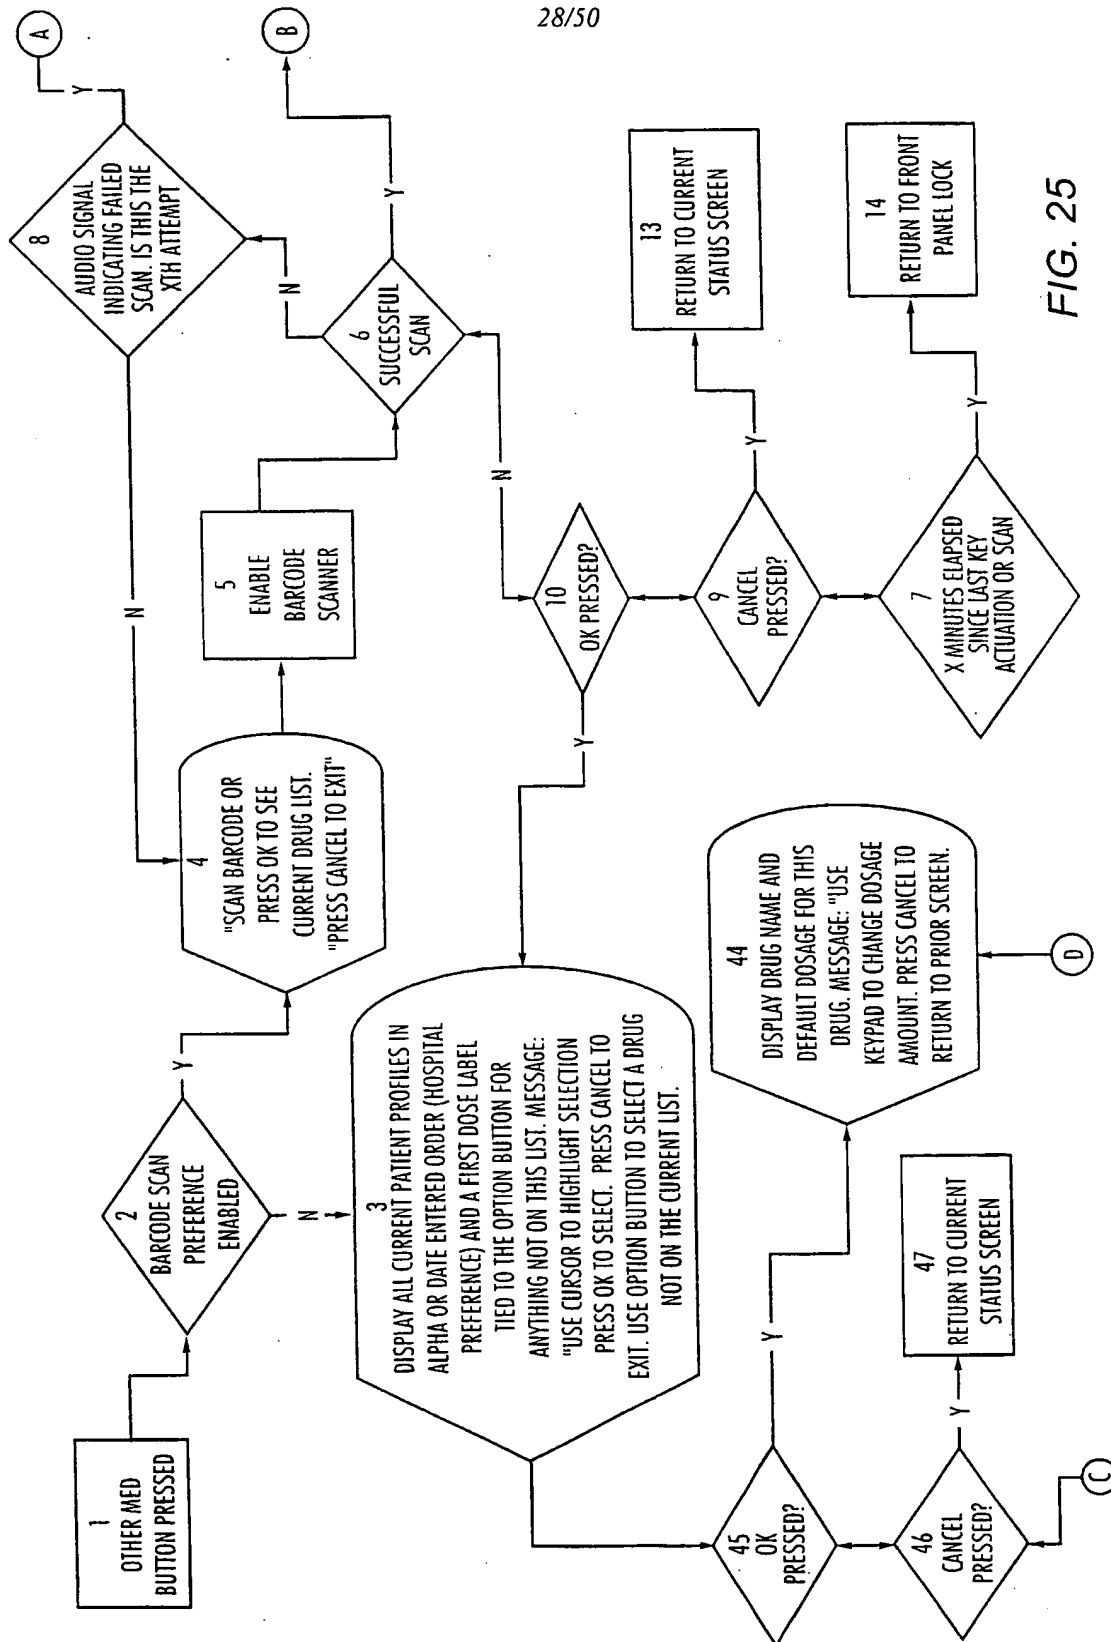 28/50
1
OTHER MED
BUTTON PRESSED
2
BARCODE SCAN
PREFERENCE
ENABLED
Y
N
4
"SCAN BARCODE OR
PRESS OK TO SEE
CURRENT DRUG LIST.
"PRESS CANCEL TO EXIT"
5
ENABLE
BARCODE
SCANNER
6
SUCCESSFUL
SCAN
Y
N
N
8
AUDIO SIGNAL
INDICATING FAILED
SCAN. IS THIS THE
XTH ATTEMPT
Y
N
A
B
3
DISPLAY ALL CURRENT PATIENT PROFILES IN
ALPHA OR DATE ENTERED ORDER (HOSPITAL
PREFERENCE) AND A FIRST DOSE LABEL
TIED TO THE OPTION BUTTON FOR
ANYTHING NOT ON THIS LIST. MESSAGE:
"USE CURSOR TO HIGHLIGHT SELECTION
PRESS OK TO SELECT. PRESS CANCEL TO
EXIT. USE OPTION BUTTON TO SELECT A DRUG
NOT ON THE CURRENT LIST.
10
OK PRESSED?
Y
9
CANCEL
PRESSED?
Y
13
RETURN TO CURRENT
STATUS SCREEN
7
X MINUTES ELAPSED
SINCE LAST KEY
ACTUATION OR SCAN
Y
14
RETURN TO FRONT
PANEL LOCK
45
OK
PRESSED?
Y
44
DISPLAY DRUG NAME AND
DEFAULT DOSAGE FOR THIS
DRUG. MESSAGE: "USE
KEYPAD TO CHANGE DOSAGE
AMOUNT. PRESS CANCEL TO
RETURN TO PRIOR SCREEN.
D
46
CANCEL
PRESSED?
Y
47
RETURN TO CURRENT
STATUS SCREEN
C
FIG. 25